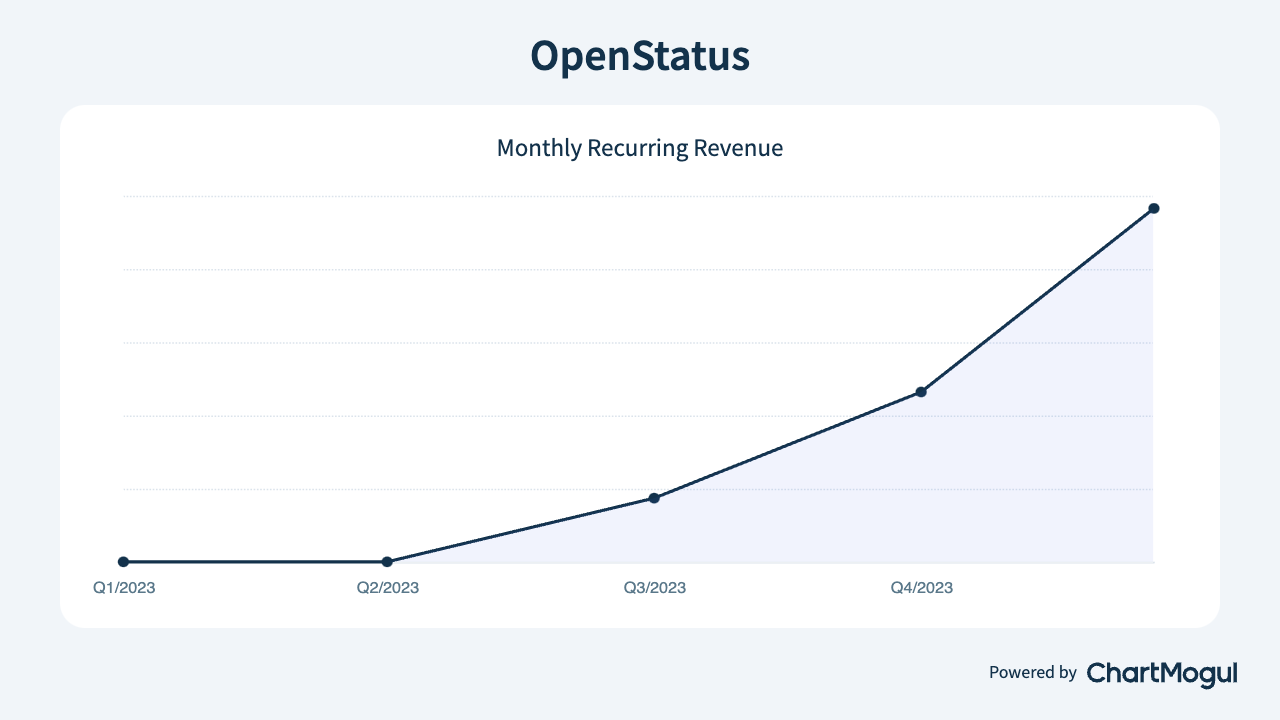 OpenStatus
Monthly Recurring Revenue
Q1/2023
Q2/2023
Q3/2023
Q4/2023
Powered by ChartMogul